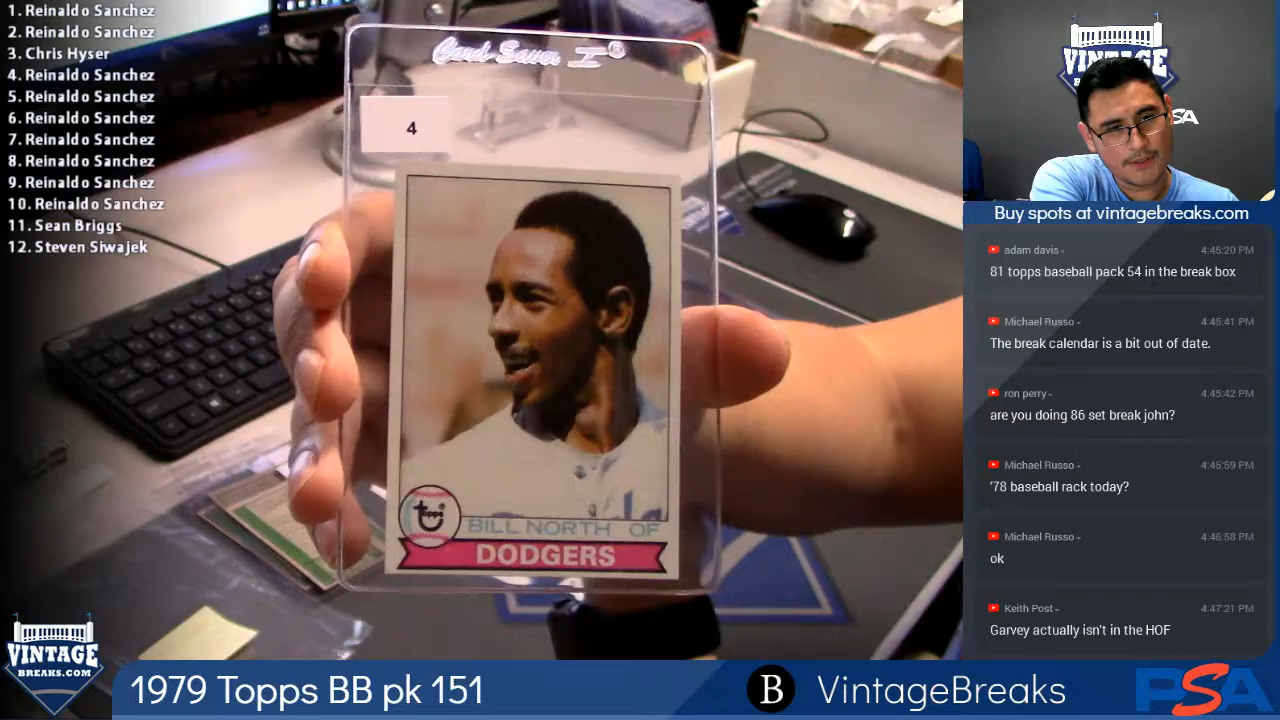 1. Reinaldo Sanchez
2. Reinaldo Sanchez
3. Chris Hyser
4. Reinaldo Sanchez
5. Reinaldo Sanchez
6. Reinaldo Sanchez
7. Reinaldo Sanchez
8. Reinaldo Sanchez
9. Reinaldo Sanchez
10. Reinaldo Sanchez
11. Sean Briggs
12. Steven Siwajek
Card Saver I®
4
Topps
BILL NORTH OF
DODGERS
VINTAGE
SA
Buy spots at vintagebreaks.com
adam davis 4:45:20 PM
81 topps baseball pack 54 in the break box
Michael Russo 4:45:41 PM
The break calendar is a bit out of date.
ron perry 4:45:42 PM
are you doing 86 set break john?
Michael Russo 4:45:59 PM
'78 baseball rack today?
Michael Russo 4:46:58 PM
ok
Keith Post 4:47:21 PM
Garvey actually isn't in the HOF
VINTAGE
BREAKS.COM
1979 Topps BB pk 151
B VintageBreaks
PSA